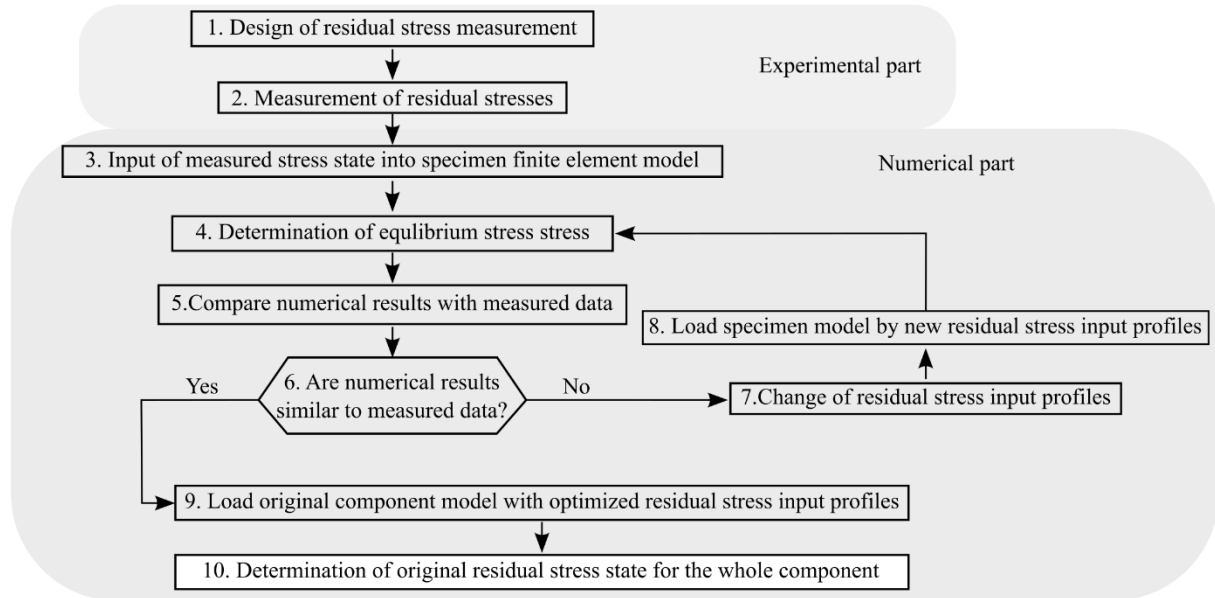 1. Design of residual stress measurement
Experimental part
2. Measurement of residual stresses
3. Input of measured stress state into specimen finite element model
Numerical part
4. Determination of equlibrium stress stress
5.Compare numerical results with measured data
8. Load specimen model by new residual stress input profiles
Yes
6. Are numerical results
similar to measured data?
No
7.Change of residual stress input profiles
9. Load original component model with optimized residual stress input profiles
10. Determination of original residual stress state for the whole component